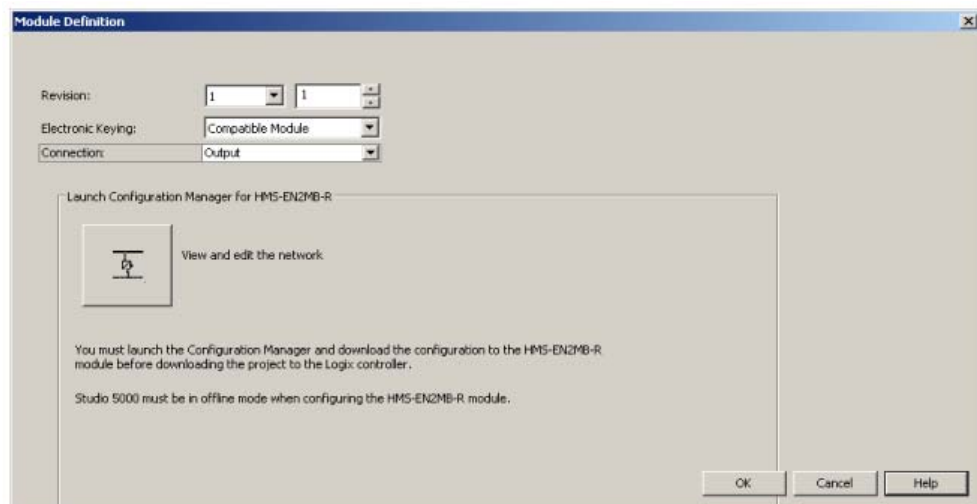 Module Definition
Revision: 1 1
Electronic Keying: Compatible Module
Connection: Output
Launch Configuration Manager for HMS-EN2MB-R
View and edit the network
You must launch the Configuration Manager and download the configuration to the HMS-EN2MB-R
module before downloading the project to the Logix controller.
Studio 5000 must be in offline mode when configuring the HMS-EN2MB-R module.
OK Cancel Help